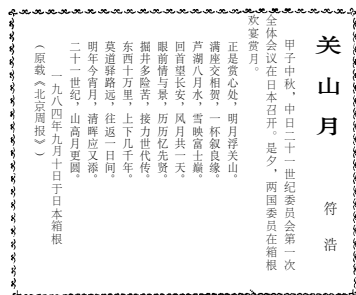 关山月
符浩
甲子中秋，中日二十一世纪委员会第一次
全体会议在日本召开。是夕，两国委员在箱根
欢宴赏月。
正是赏心处，明月浮关山。
满座交相贺，一杯叙良缘。
芦湖八月水，雪映富士巅。
回首望长安，风月共一天。
眼前情与景，历历忆先贤。
掘井多险苦，接力世代传。
东西十万里，上下几千年。
莫道驿路远，往返一日间。
明年今宵月，清晖应又添。
二十一世纪，山高月更圆。
一九八四年九月十日于日本箱根
（原载《北京周报》）